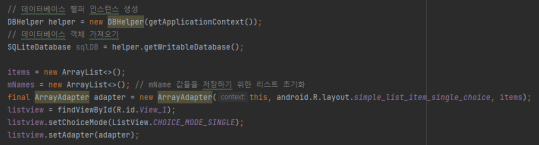 // 데이터베이스 헬퍼 인스턴스 생성
DBHelper helper = new DBHelper(getApplicationContext());
// 데이터베이스 객체 가져오기
SQLiteDatabase sqlDB = helper.getWritableDatabase();
items = new ArrayList<>();
mNames = new ArrayList<>(); // mName 값들을 저장하기 위한 리스트 초기화
final ArrayAdapter adapter = new ArrayAdapter( context this, android.R.layout.simple_list_item_single_choice, items);
listview = findViewById(R.id.View_I);
listview.setChoiceMode(ListView.CHOICE_MODE_SINGLE);
listview.setAdapter(adapter);